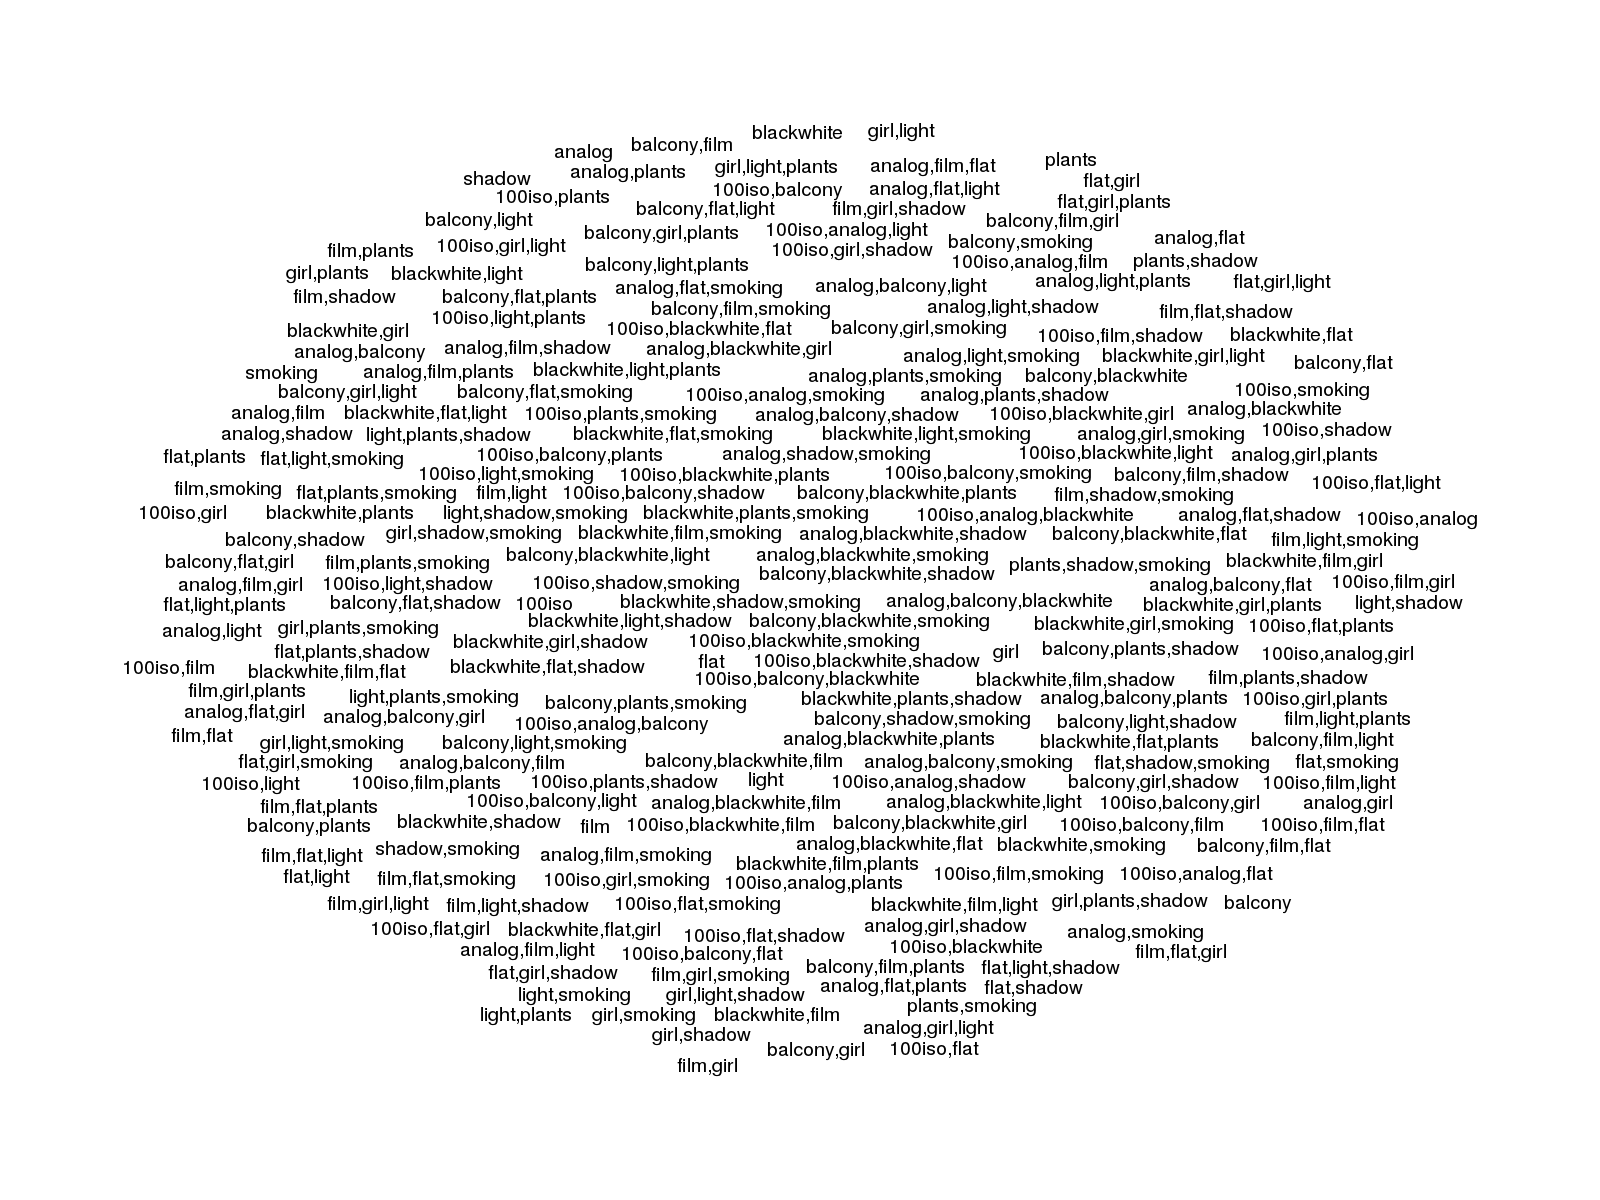 blackwhite girl,light
analog balcony,film
analog,plants girl,light,plants analog,film,flat plants
shadow 100iso,balcony analog,flat,light flat,girl
100iso,plants balcony,flat,light film,girl,shadow flat,girl,plants
balcony,light balcony,girl,plants 100iso,analog,light balcony,film,girl
film,plants 100iso,girl,light 100iso,girl,shadow balcony,smoking analog,flat
girl,plants blackwhite,light balcony,light,plants 100iso,analog,film plants,shadow
film,shadow balcony,flat,plants analog,flat,smoking analog,balcony,light analog,light,plants flat,girl,light
100iso,light,plants balcony,film,smoking analog,light,shadow film,flat,shadow
blackwhite,girl 100iso,blackwhite,flat balcony,girl,smoking 100iso,film,shadow blackwhite,flat
analog,balcony analog,film,shadow analog,blackwhite,girl analog,light,smoking blackwhite,girl,light balcony,flat
smoking analog,film,plants blackwhite,light,plants analog,plants,smoking balcony,blackwhite
balcony,girl,light balcony,flat,smoking 100iso,analog,smoking analog,plants,shadow 100iso,smoking
analog,film blackwhite,flat,light 100iso,plants,smoking analog,balcony,shadow 100iso,blackwhite,girl analog,blackwhite
analog,shadow light,plants,shadow blackwhite,flat,smoking blackwhite,light,smoking analog,girl,smoking 100iso,shadow
flat,plants flat,light,smoking 100iso,balcony,plants analog,shadow,smoking 100iso,blackwhite,light analog,girl,plants
100iso,light,smoking 100iso,blackwhite,plants 100iso,balcony,smoking balcony,film,shadow 100iso,flat,light
film,smoking flat,plants,smoking film,light 100iso,balcony,shadow balcony,blackwhite,plants film,shadow,smoking
100iso,girl blackwhite,plants light,shadow,smoking blackwhite,plants,smoking 100iso,analog,blackwhite analog,flat,shadow 100iso,analog
balcony,shadow girl,shadow,smoking blackwhite,film,smoking analog,blackwhite,shadow balcony,blackwhite,flat film,light,smoking
balcony,flat,girl film,plants,smoking balcony,blackwhite,light analog,blackwhite,smoking plants,shadow,smoking blackwhite,film,girl
analog,film,girl 100iso,light,shadow 100iso,shadow,smoking balcony,blackwhite,shadow analog,balcony,flat 100iso,film,girl
flat,light,plants balcony,flat,shadow 100iso blackwhite,shadow,smoking analog,balcony,blackwhite blackwhite,girl,plants light,shadow
analog,light girl,plants,smoking blackwhite,light,shadow balcony,blackwhite,smoking blackwhite,girl,smoking 100iso,flat,plants
flat,plants,shadow blackwhite,girl,shadow 100iso,blackwhite,smoking girl balcony,plants,shadow 100iso,analog,girl
100iso,film blackwhite,film,flat blackwhite,flat,shadow flat 100iso,blackwhite,shadow
100iso,balcony,blackwhite blackwhite,film,shadow film,plants,shadow
film,girl,plants light,plants,smoking balcony,plants,smoking blackwhite,plants,shadow analog,balcony,plants 100iso,girl,plants
analog,flat,girl analog,balcony,girl 100iso,analog,balcony balcony,shadow,smoking balcony,light,shadow film,light,plants
film,flat girl,light,smoking balcony,light,smoking analog,blackwhite,plants blackwhite,flat,plants balcony,film,light
flat,girl,smoking analog,balcony,film balcony,blackwhite,film analog,balcony,smoking flat,shadow,smoking flat,smoking
100iso,light 100iso,film,plants 100iso,plants,shadow light 100iso,analog,shadow balcony,girl,shadow 100iso,film,light
film,flat,plants 100iso,balcony,light analog,blackwhite,film analog,blackwhite,light 100iso,balcony,girl analog,girl
balcony,plants blackwhite,shadow film 100iso,blackwhite,film balcony,blackwhite,girl 100iso,balcony,film 100iso,film,flat
film,flat,light shadow,smoking analog,film,smoking analog,blackwhite,flat blackwhite,smoking balcony,film,flat
blackwhite,film,plants
flat,light film,flat,smoking 100iso,girl,smoking 100iso,analog,plants 100iso,film,smoking 100iso,analog,flat
film,girl,light film,light,shadow 100iso,flat,smoking blackwhite,film,light girl,plants,shadow balcony
100iso,flat,girl blackwhite,flat,girl 100iso,flat,shadow analog,girl,shadow analog,smoking
analog,film,light 100iso,balcony,flat 100iso,blackwhite film,flat,girl
flat,girl,shadow film,girl,smoking balcony,film,plants flat,light,shadow
light,smoking girl,light,shadow analog,flat,plants flat,shadow
light,plants girl,smoking blackwhite,film plants,smoking
girl,shadow analog,girl,light
balcony,girl 100iso,flat
film,girl